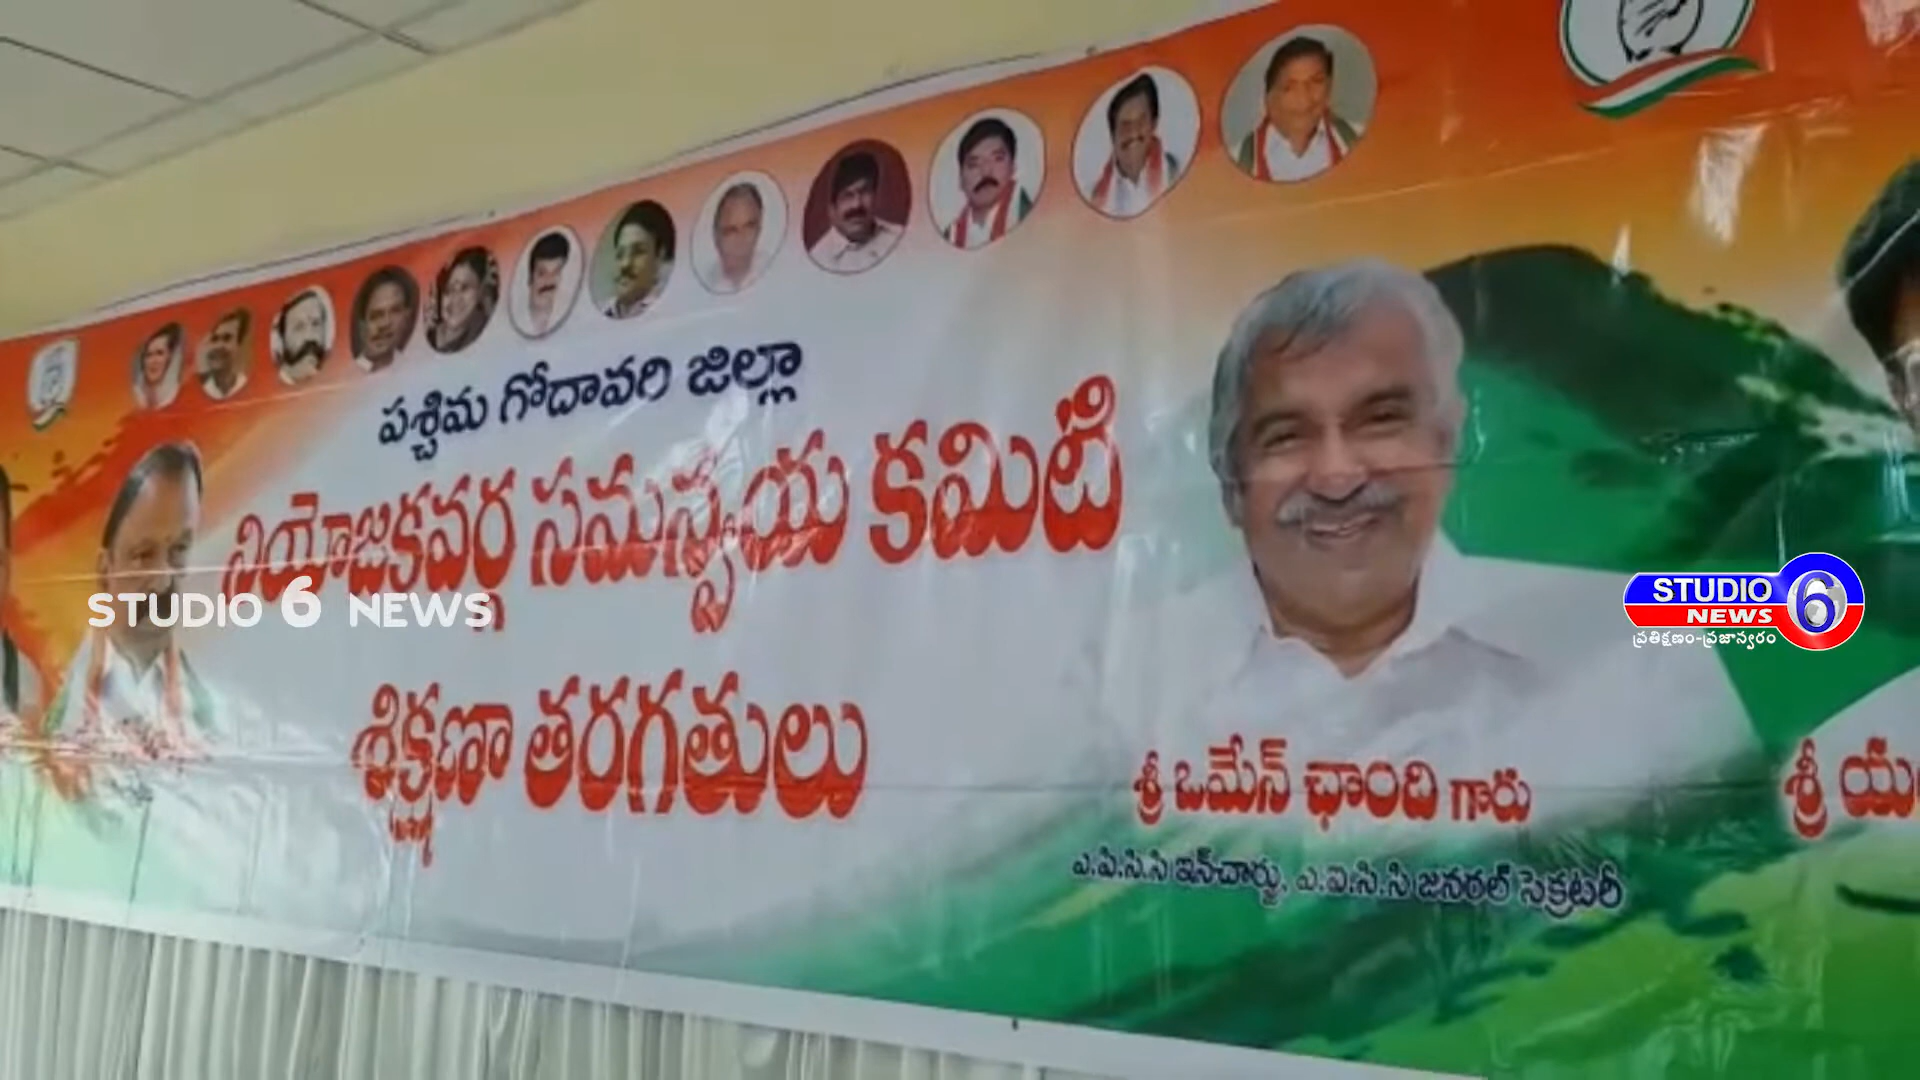 పశ్చిమ గోదావరి జిల్లా
నియోజకవర్గ సమన్వయ కమిటి
శిక్షణా తరగతులు
శ్రీ ఒమేన్ ఛాంది గారు
ఎ.పి.సి.సి ఇన్‌చార్జ్, ఎ.ఐ.సి.సి జనరల్ సెక్రటరీ
శ్రీ
STUDIO 6 NEWS
STUDIO 6
NEWS
ప్రతిక్షణం-ప్రజాస్వరం